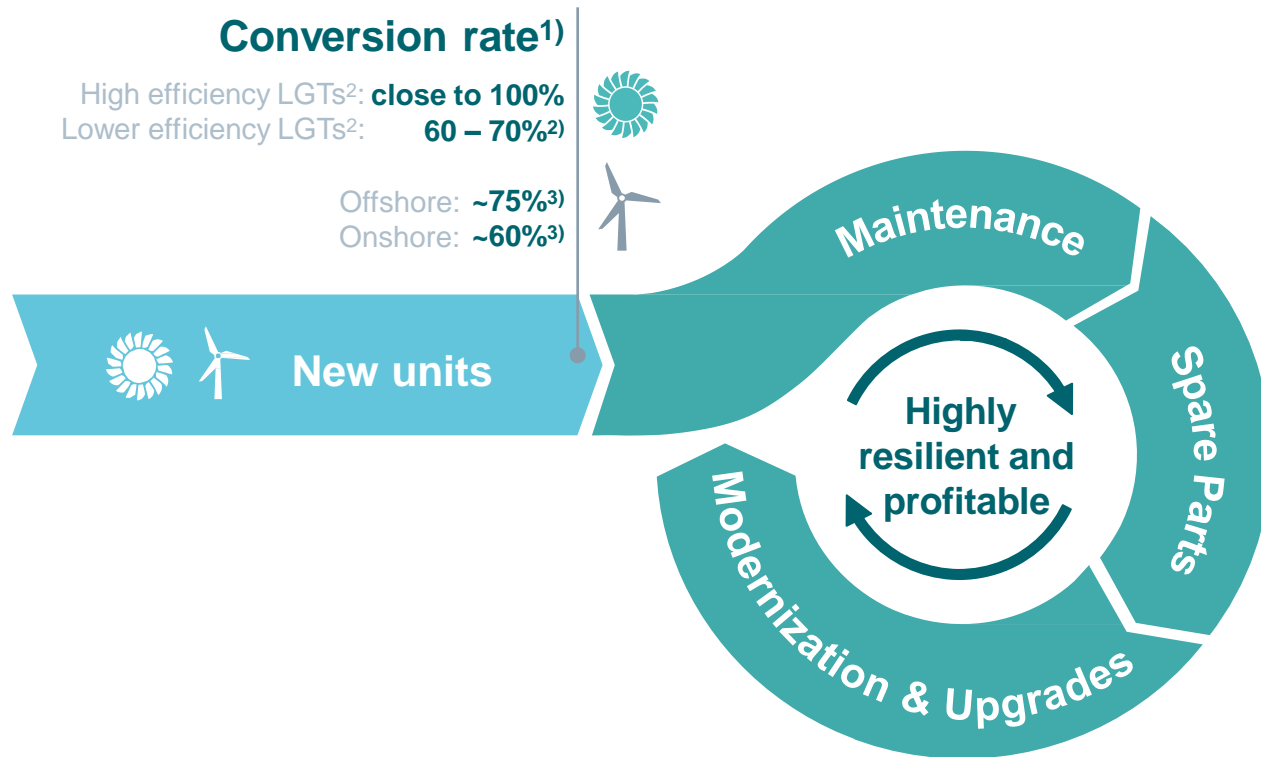 Conversion rate1)
High efficiency LGTs2: close to 100%
Lower efficiency LGTs2: 60 – 70%2)
Offshore: ~75%3)
Onshore: ~60%3)
New units
Maintenance
Spare Parts
Modernization & Upgrades
Highly
resilient and
profitable